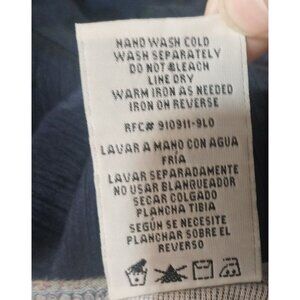 HAND WASH COLD
WASH SEPARATELY
DO NOT BLEACH
LINE DRY
WARM IRON AS NEEDED
IRON ON REVERSE
RFC# 910911-9L0
LAVAR A MANO CON AGUA
FRÍA
LAVAR SEPARADAMENTE
NO USAR BLANQUEADOR
SECAR COLGADO
PLANCHA TIBIA
SEGÚN SE NECESITE
PLANCHAR SOBRE EL
REVERSO